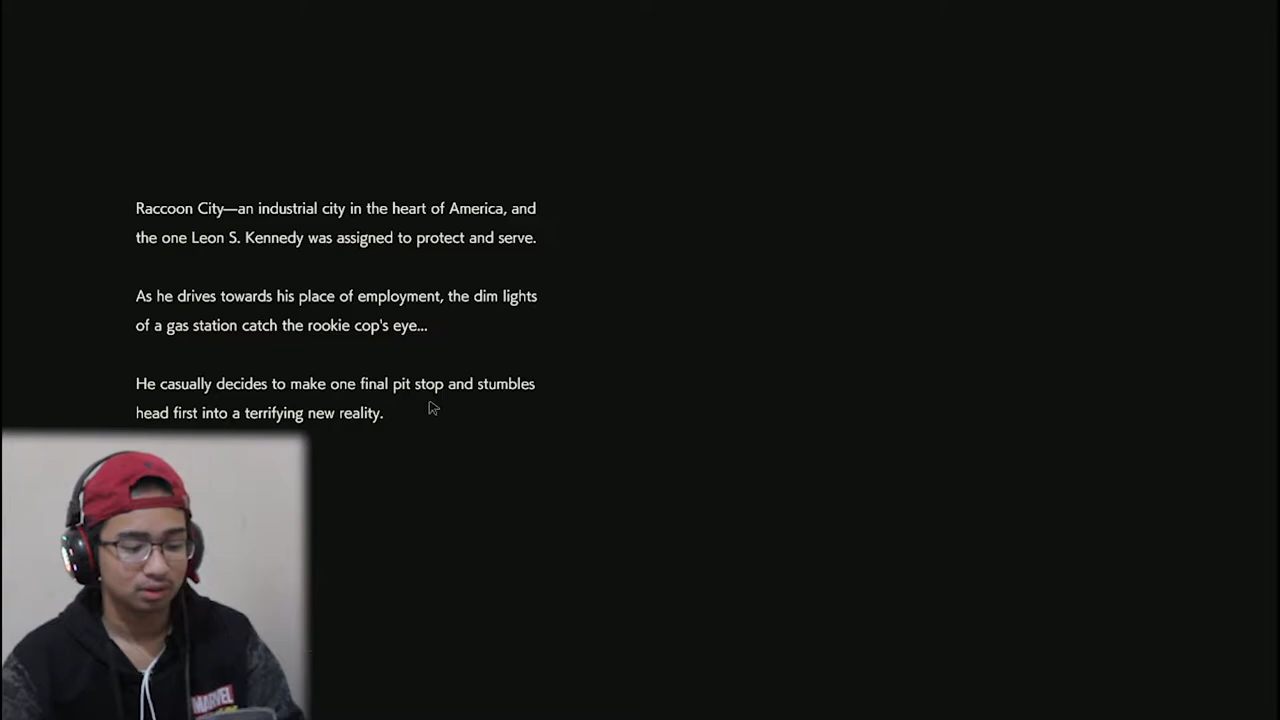 Raccoon City—an industrial city in the heart of America, and
the one Leon S. Kennedy was assigned to protect and serve.
As he drives towards his place of employment, the dim lights
of a gas station catch the rookie cop's eye...
He casually decides to make one final pit stop and stumbles
head first into a terrifying new reality.
MARVEL